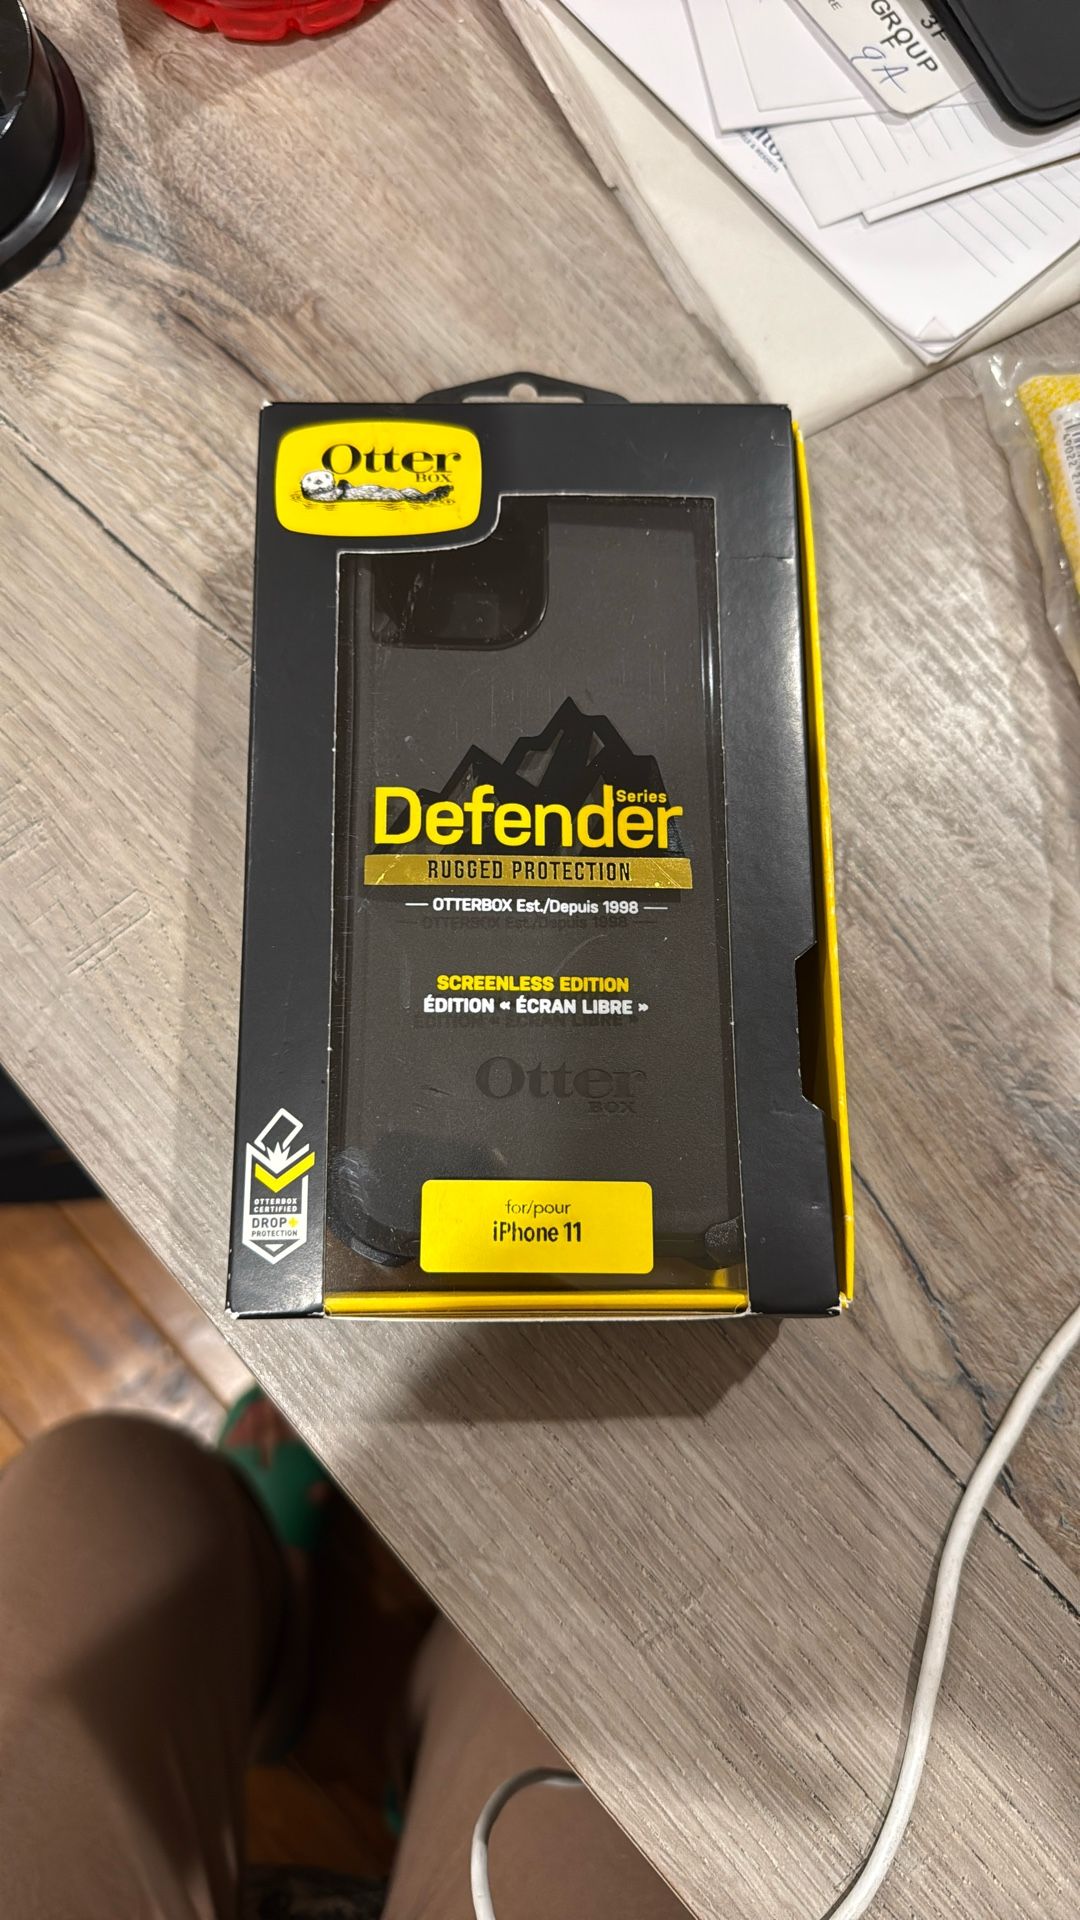 3F
GROUP
F
Otter
BOX
Defender
Series
RUGGED PROTECTION
OTTERBOX Est./Depuis 1998
SCREENLESS EDITION
ÉDITION « ÉCRAN LIBRE »
Otter
BOX
OTTERBOX
CERTIFIED
DROP+
PROTECTION
for/pour
iPhone 11